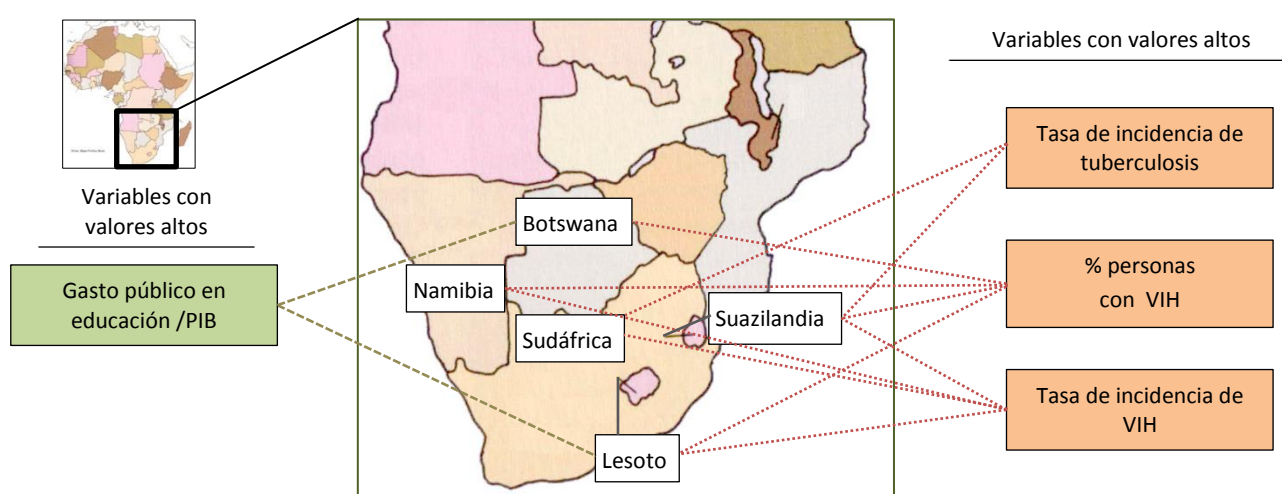 Variables con
valores altos
Gasto público en
educación /PIB
Botswana
Namibia
Sudáfrica
Suazilandia
Lesoto
Variables con valores altos
Tasa de incidencia de
tuberculosis
% personas
con VIH
Tasa de incidencia de
VIH